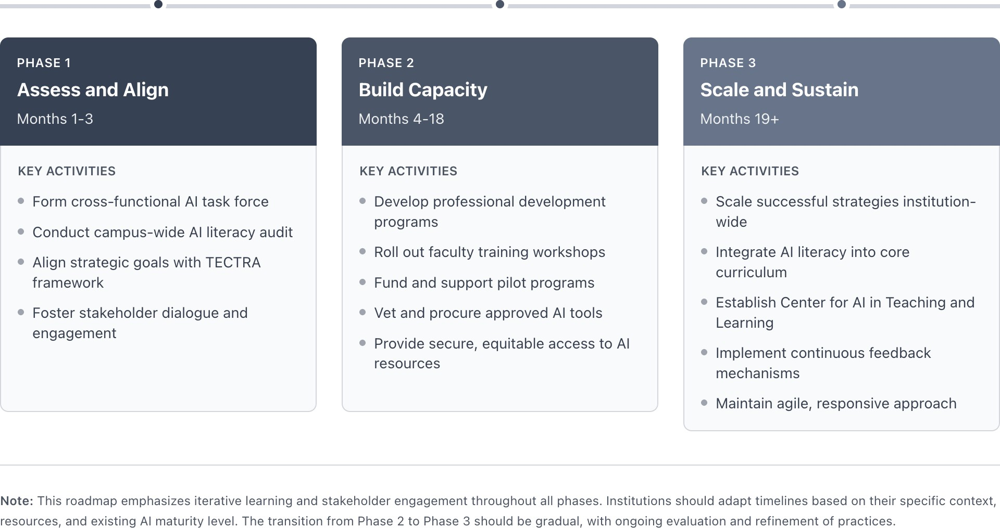 PHASE 1
Assess and Align
Months 1-3
KEY ACTIVITIES
Form cross-functional AI task force
Conduct campus-wide AI literacy audit
Align strategic goals with TECTRA
framework
Foster stakeholder dialogue and
engagement
PHASE 2
Build Capacity
Months 4-18
KEY ACTIVITIES
Develop professional development
programs
Roll out faculty training workshops
Fund and support pilot programs
Vet and procure approved AI tools
Provide secure, equitable access to AI
resources
PHASE 3
Scale and Sustain
Months 19+
KEY ACTIVITIES
Scale successful strategies institution-
wide
Integrate AI literacy into core
curriculum
Establish Center for AI in Teaching and
Learning
Implement continuous feedback
mechanisms
Maintain agile, responsive approach
Note: This roadmap emphasizes iterative learning and stakeholder engagement throughout all phases. Institutions should adapt timelines based on their specific context,
resources, and existing AI maturity level. The transition from Phase 2 to Phase 3 should be gradual, with ongoing evaluation and refinement of practices.